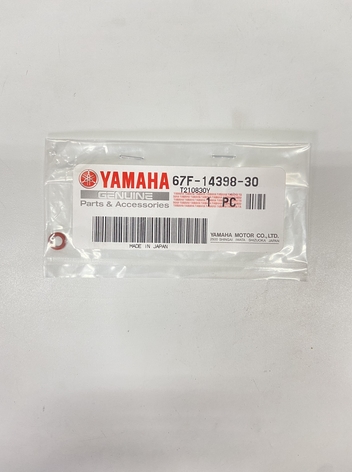 YAMAHA
GENUINE
Parts & Accessories
67F-14398-30
T210830Y
1 PC
MADE IN JAPAN
YAMAHA MOTOR CO., LTD.